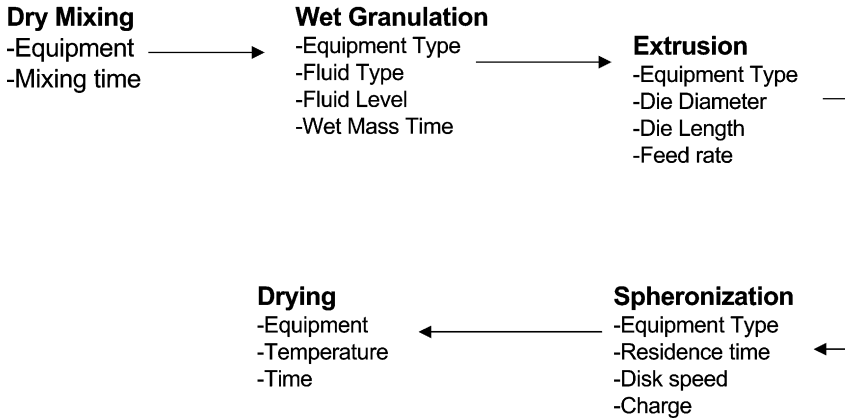 Dry Mixing
-Equipment
-Mixing time
Wet Granulation
-Equipment Type
-Fluid Type
-Fluid Level
-Wet Mass Time
Extrusion
-Equipment Type
-Die Diameter
-Die Length
-Feed rate
Spheronization
-Equipment Type
-Residence time
-Disk speed
-Charge
Drying
-Equipment
-Temperature
-Time